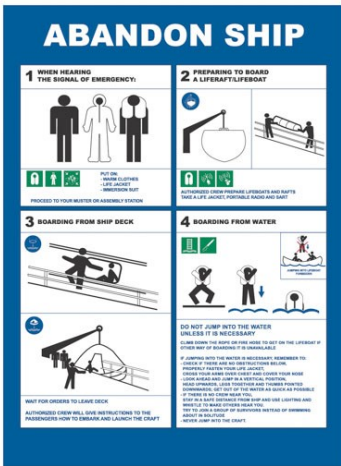 ABANDON SHIP
1 WHEN HEARING
THE SIGNAL OF EMERGENCY:
PUT ON:
- WARM CLOTHES
- LIFE JACKET
- IMMERSION SUIT
PROCEED TO YOUR MUSTER OR ASSEMBLY STATION
2 PREPARING TO BOARD
A LIFERAFT/LIFEBOAT
AUTHORIZED CREW PREPARE LIFEBOATS AND RAFTS
TAKE A LIFE JACKET, PORTABLE RADIO AND SART
3 BOARDING FROM SHIP DECK
WAIT FOR ORDERS TO LEAVE DECK
AUTHORIZED CREW WILL GIVE INSTRUCTIONS TO THE
PASSENGERS HOW TO EMBARK AND LAUNCH THE CRAFT
4 BOARDING FROM WATER
JUMPING INTO LIFEBOAT
FORBIDDEN
DO NOT JUMP INTO THE WATER
UNLESS IT IS NECESSARY
CLIMB DOWN THE ROPE OR FIRE HOSE TO GET ON THE LIFEBOAT IF
OTHER WAY OF BOARDING IT IS UNAVAILABLE
IF JUMPING INTO THE WATER IS NECESSARY, REMEMBER TO:
- CHECK IF THERE ARE NO OBSTRUCTIONS BELOW,
PROPERLY FASTEN YOUR LIFE JACKET,
CROSS YOUR ARMS OVER CHEST AND COVER YOUR NOSE
- LOOK AHEAD AND JUMP IN A VERTICAL POSITION,
HEAD UPWARDS, LEGS TOGETHER AND THUMBS POINTED
DOWNWARDS; GET OUT OF THE WATER AS QUICK AS POSSIBLE
- IF THERE IS NO CREW NEAR YOU,
STAY IN A SAFE DISTANCE FROM SHIP AND USE LIGHTING AND
WHISTLE TO MAKE OTHERS HEAR YOU.
TRY TO JOIN A GROUP OF SURVIVORS INSTEAD OF SWIMMING
ABOUT IN SOLITUDE
- NEVER JUMP INTO THE CRAFT